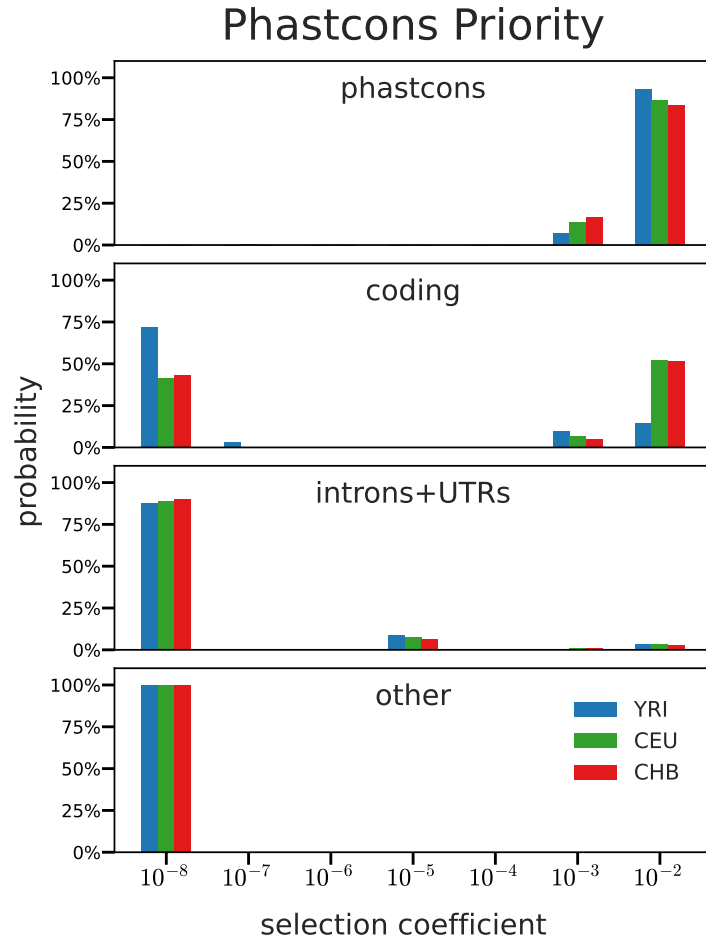 Phastcons Priority
phastcons
100%
75%
50%
25%
0%
coding
100%
75%
50%
25%
0%
probability
introns+UTRs
100%
75%
50%
25%
0%
other
100%
75%
50%
25%
0%
YRI
CEU
CHB
10⁻⁸ 10⁻⁷ 10⁻⁶ 10⁻⁵ 10⁻⁴ 10⁻³ 10⁻²
selection coefficient